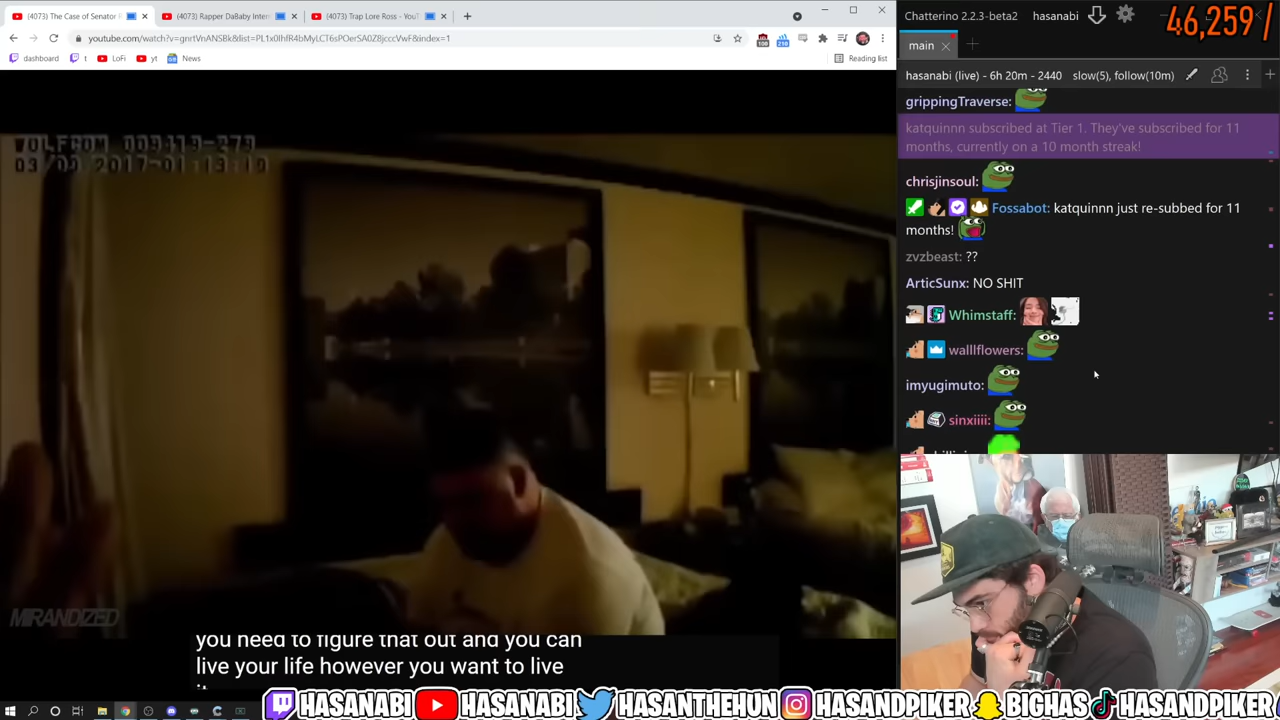 (4073) The Case of Senator R
(4073) Rapper DaBaby Inter
(4073) Trap Lore Ross - YouT
youtube.com/watch?v=gnrtVnANSBk&list=PL1x0lhfR4bMyLCT6sPOerSA0Z8jcccVwF&index=1
dashboard
t
LoFi
yt
News
Reading list
WOLFCOM 009419-279
MIRANDIZED
you need to figure that out and you can
live your life however you want to live
Chatterino 2.2.3-beta2
hasanabi
46,259 /
main
hasanabi (live) - 6h 20m - 2440
slow(5), follow(10m)
grippingTraverse:
katquinnn subscribed at Tier 1. They've subscribed for 11
months, currently on a 10 month streak!
chrisjinsoul:
Fossabot: katquinnn just re-subbed for 11
months!
zvzbeast: ??
ArticSunx: NO SHIT
Whimstaff:
walllflowers:
imyugimuto:
sinxiiii:
HASANABI
HASANABI
HASANTHEHUN
HASANDPIKER
BIGHAS
HASANDPIKER